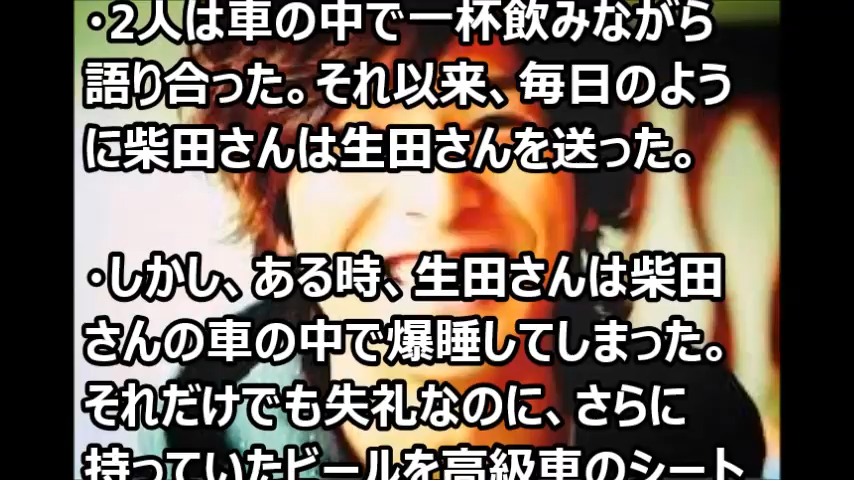 ・2人は車の中で一杯飲みながら
語り合った。それ以来、毎日のよう
に柴田さんは生田さんを送った。
・しかし、ある時、生田さんは柴田
さんの車の中で爆睡してしまった。
それだけでも失礼なのに、さらに
持っていたビールを高級車のシート